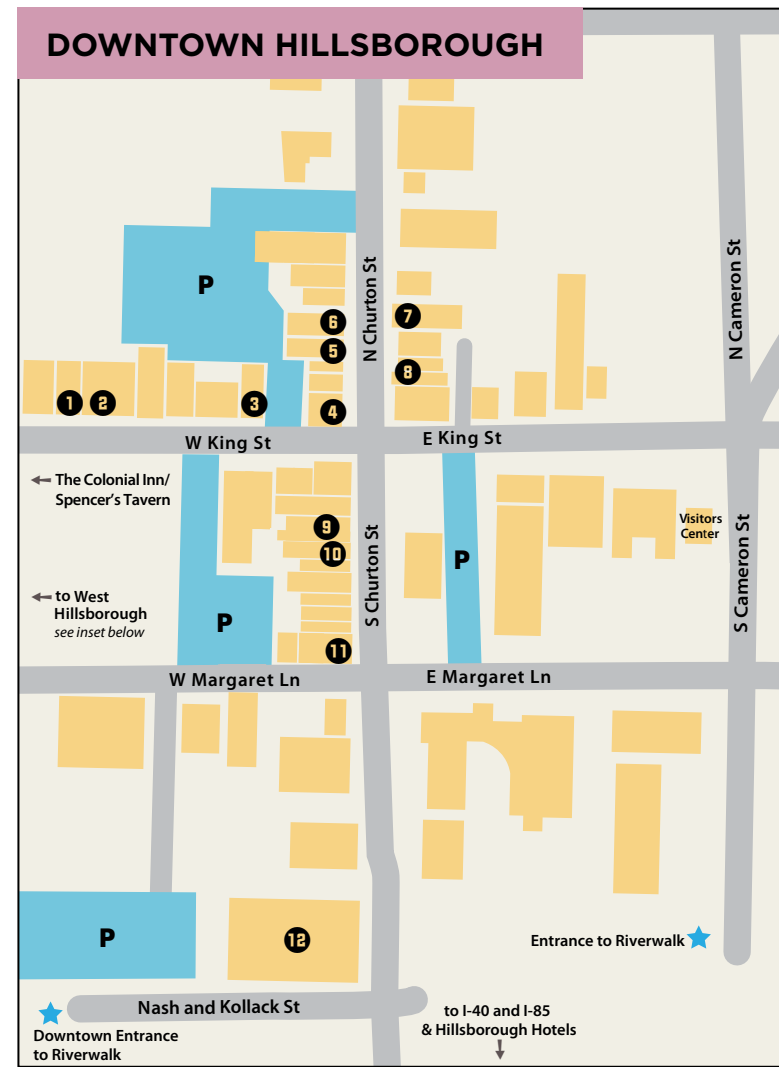 DOWNTOWN HILLSBOROUGH
N Churton St
N Cameron St
P
6
7
5
8
1
2
3
4
W King St
E King St
The Colonial Inn/
Spencer's Tavern
9
10
S Churton St
P
Visitors
Center
S Cameron St
to West
Hillsborough
see inset below
P
11
W Margaret Ln
E Margaret Ln
P
12
Entrance to Riverwalk
Nash and Kollack St
to I-40 and I-85
& Hillsborough Hotels
Downtown Entrance
to Riverwalk